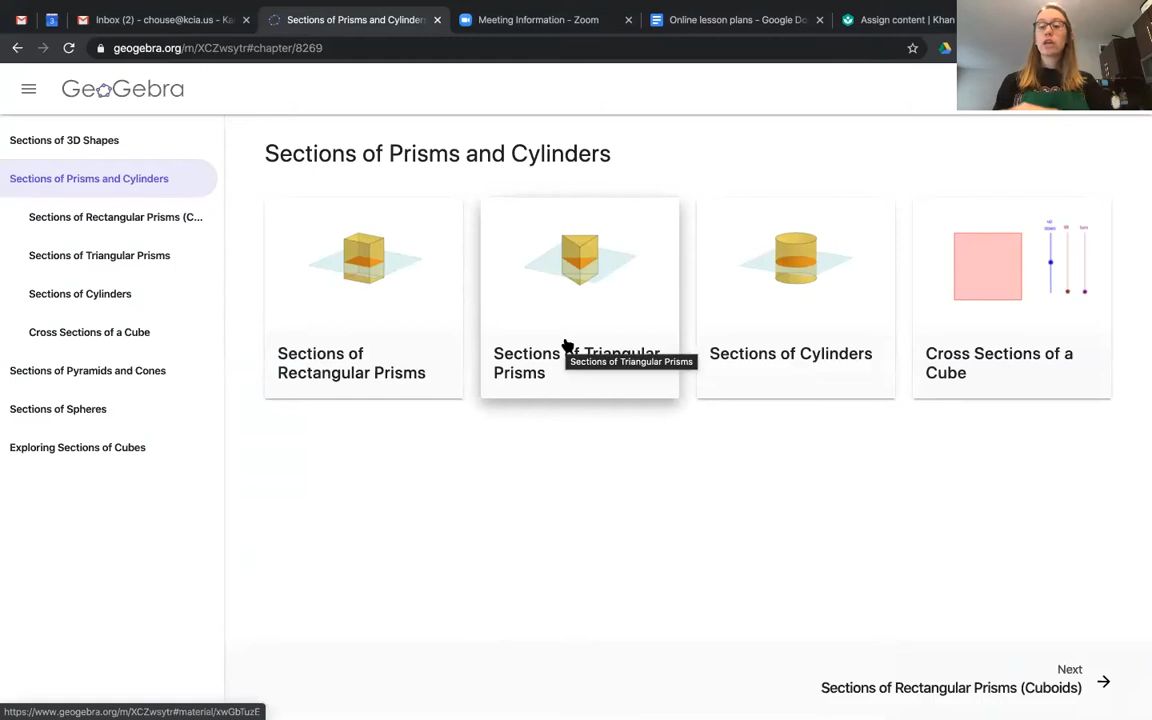 3
Inbox (2) - chouse@kcia.us - Ka
Sections of Prisms and Cylinders
Meeting Information - Zoom
Online lesson plans - Google Do
Assign content | Khan
geogebra.org/m/XCZwsytr#chapter/8269
GeoGebra
Sections of 3D Shapes
Sections of Prisms and Cylinders
Sections of Rectangular Prisms (C...
Sections of Triangular Prisms
Sections of Cylinders
Cross Sections of a Cube
Sections of Pyramids and Cones
Sections of Spheres
Exploring Sections of Cubes
Sections of Prisms and Cylinders
Sections of
Rectangular Prisms
Sections of Triangular
Prisms
Sections of Triangular Prisms
Sections of Cylinders
Cross Sections of a
Cube
Next
Sections of Rectangular Prisms (Cuboids)
https://www.geogebra.org/m/XCZwsytr#material/xwGbTuzE